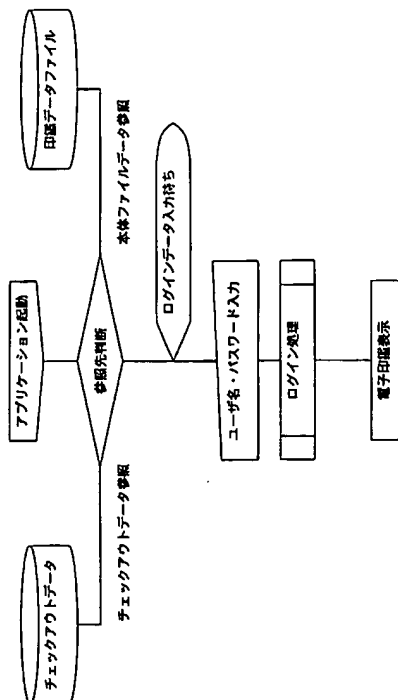 アプリケーション起動
チェックアウトデータ
印鑑データファイル
参照先判断
チェックアウトデータ参照
本体ファイルデータ参照
ログインデータ入力待ち
ユーザ名・パスワード入力
ログイン処理
電子印鑑表示